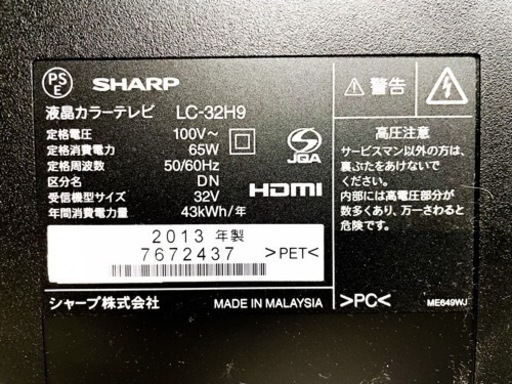 PS
E
SHARP
液晶カラーテレビ LC-32H9
定格電圧 100V～
定格消費電力 65W
定格周波数 50/60Hz
区分名 DN
受信機型サイズ 32V
年間消費電力量 43kWh/年
JQA
HDMI
2013 年製
7672437
>PET<
シャープ株式会社
MADE IN MALAYSIA
警告
高圧注意
サービスマン以外の方は、
裏ぶたをあけないでください。
内部には高電圧部分が
数多くあり、万一さわると
危険です。
>PC<
ME649WJ